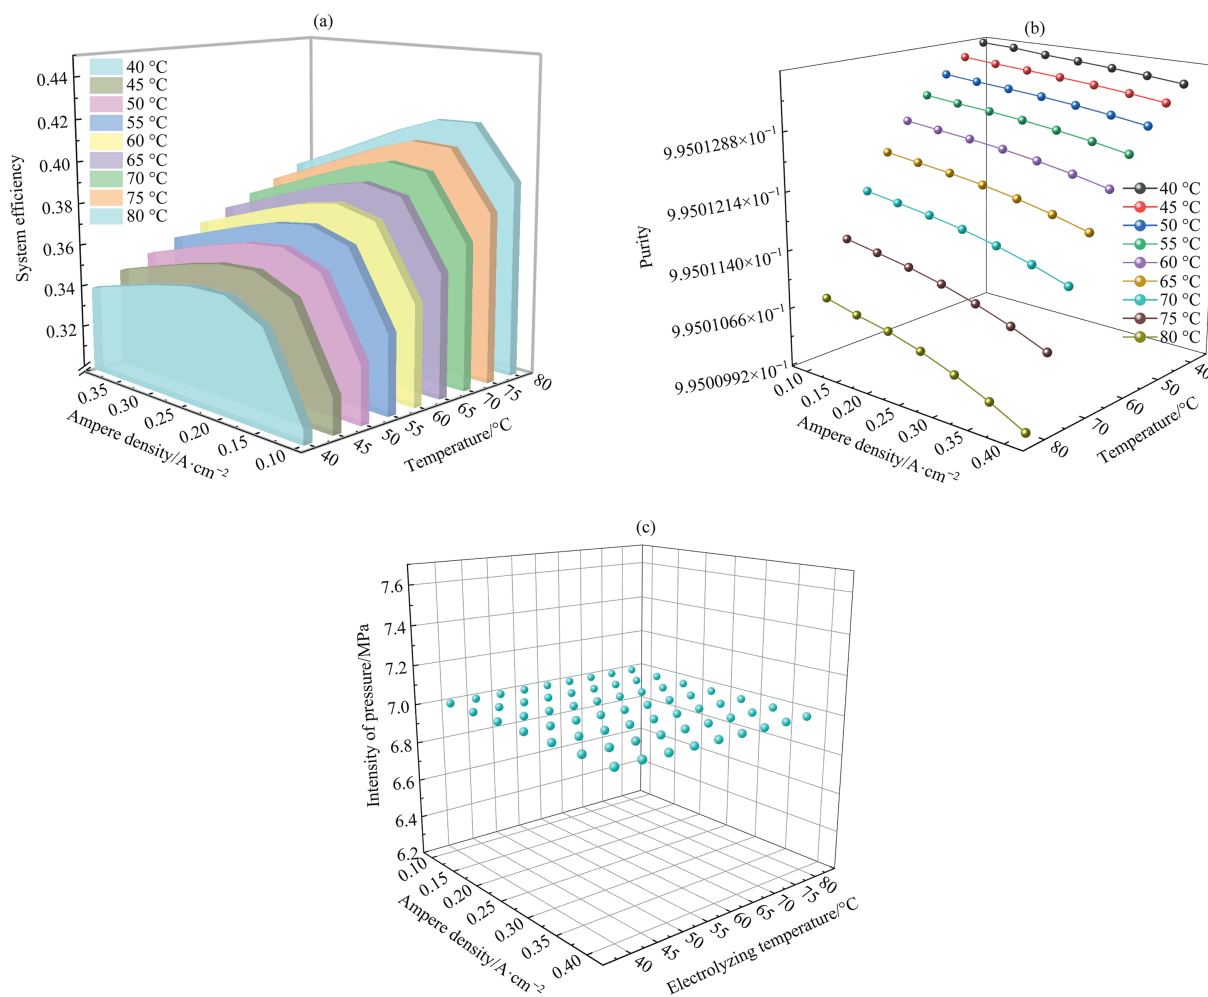 (a)
0.44
0.42
0.40
0.38
0.36
0.34
0.32
System efficiency
40 °C
45 °C
50 °C
55 °C
60 °C
65 °C
70 °C
75 °C
80 °C
0.35
0.30
0.25
0.20
0.15
0.10
Ampere density/A·cm⁻²
40
45
50
55
60
65
70
75
80
Temperature/°C
(b)
9.9501288×10⁻¹
9.9501214×10⁻¹
9.9501140×10⁻¹
9.9501066×10⁻¹
9.9500992×10⁻¹
Purity
40 °C
45 °C
50 °C
55 °C
60 °C
65 °C
70 °C
75 °C
80 °C
0.10
0.15
0.20
0.25
0.30
0.35
0.40
Ampere density/A·cm⁻²
40
50
60
70
80
Temperature/°C
(c)
7.6
7.4
7.2
7.0
6.8
6.6
6.4
6.2
Intensity of pressure/MPa
0.10
0.15
0.20
0.25
0.30
0.35
0.40
Ampere density/A·cm⁻²
40
45
50
55
60
65
70
75
80
Electrolyzing temperature/°C